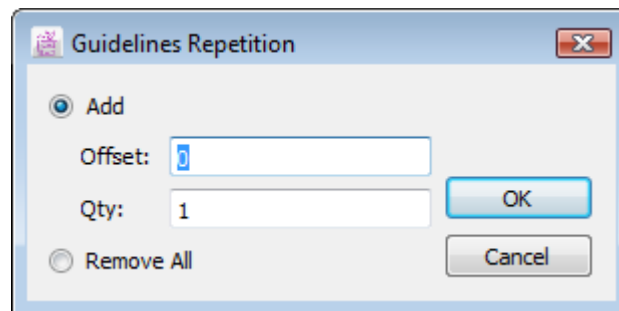 Guidelines Repetition
Add
Offset: 0
Qty: 1
OK
Remove All
Cancel